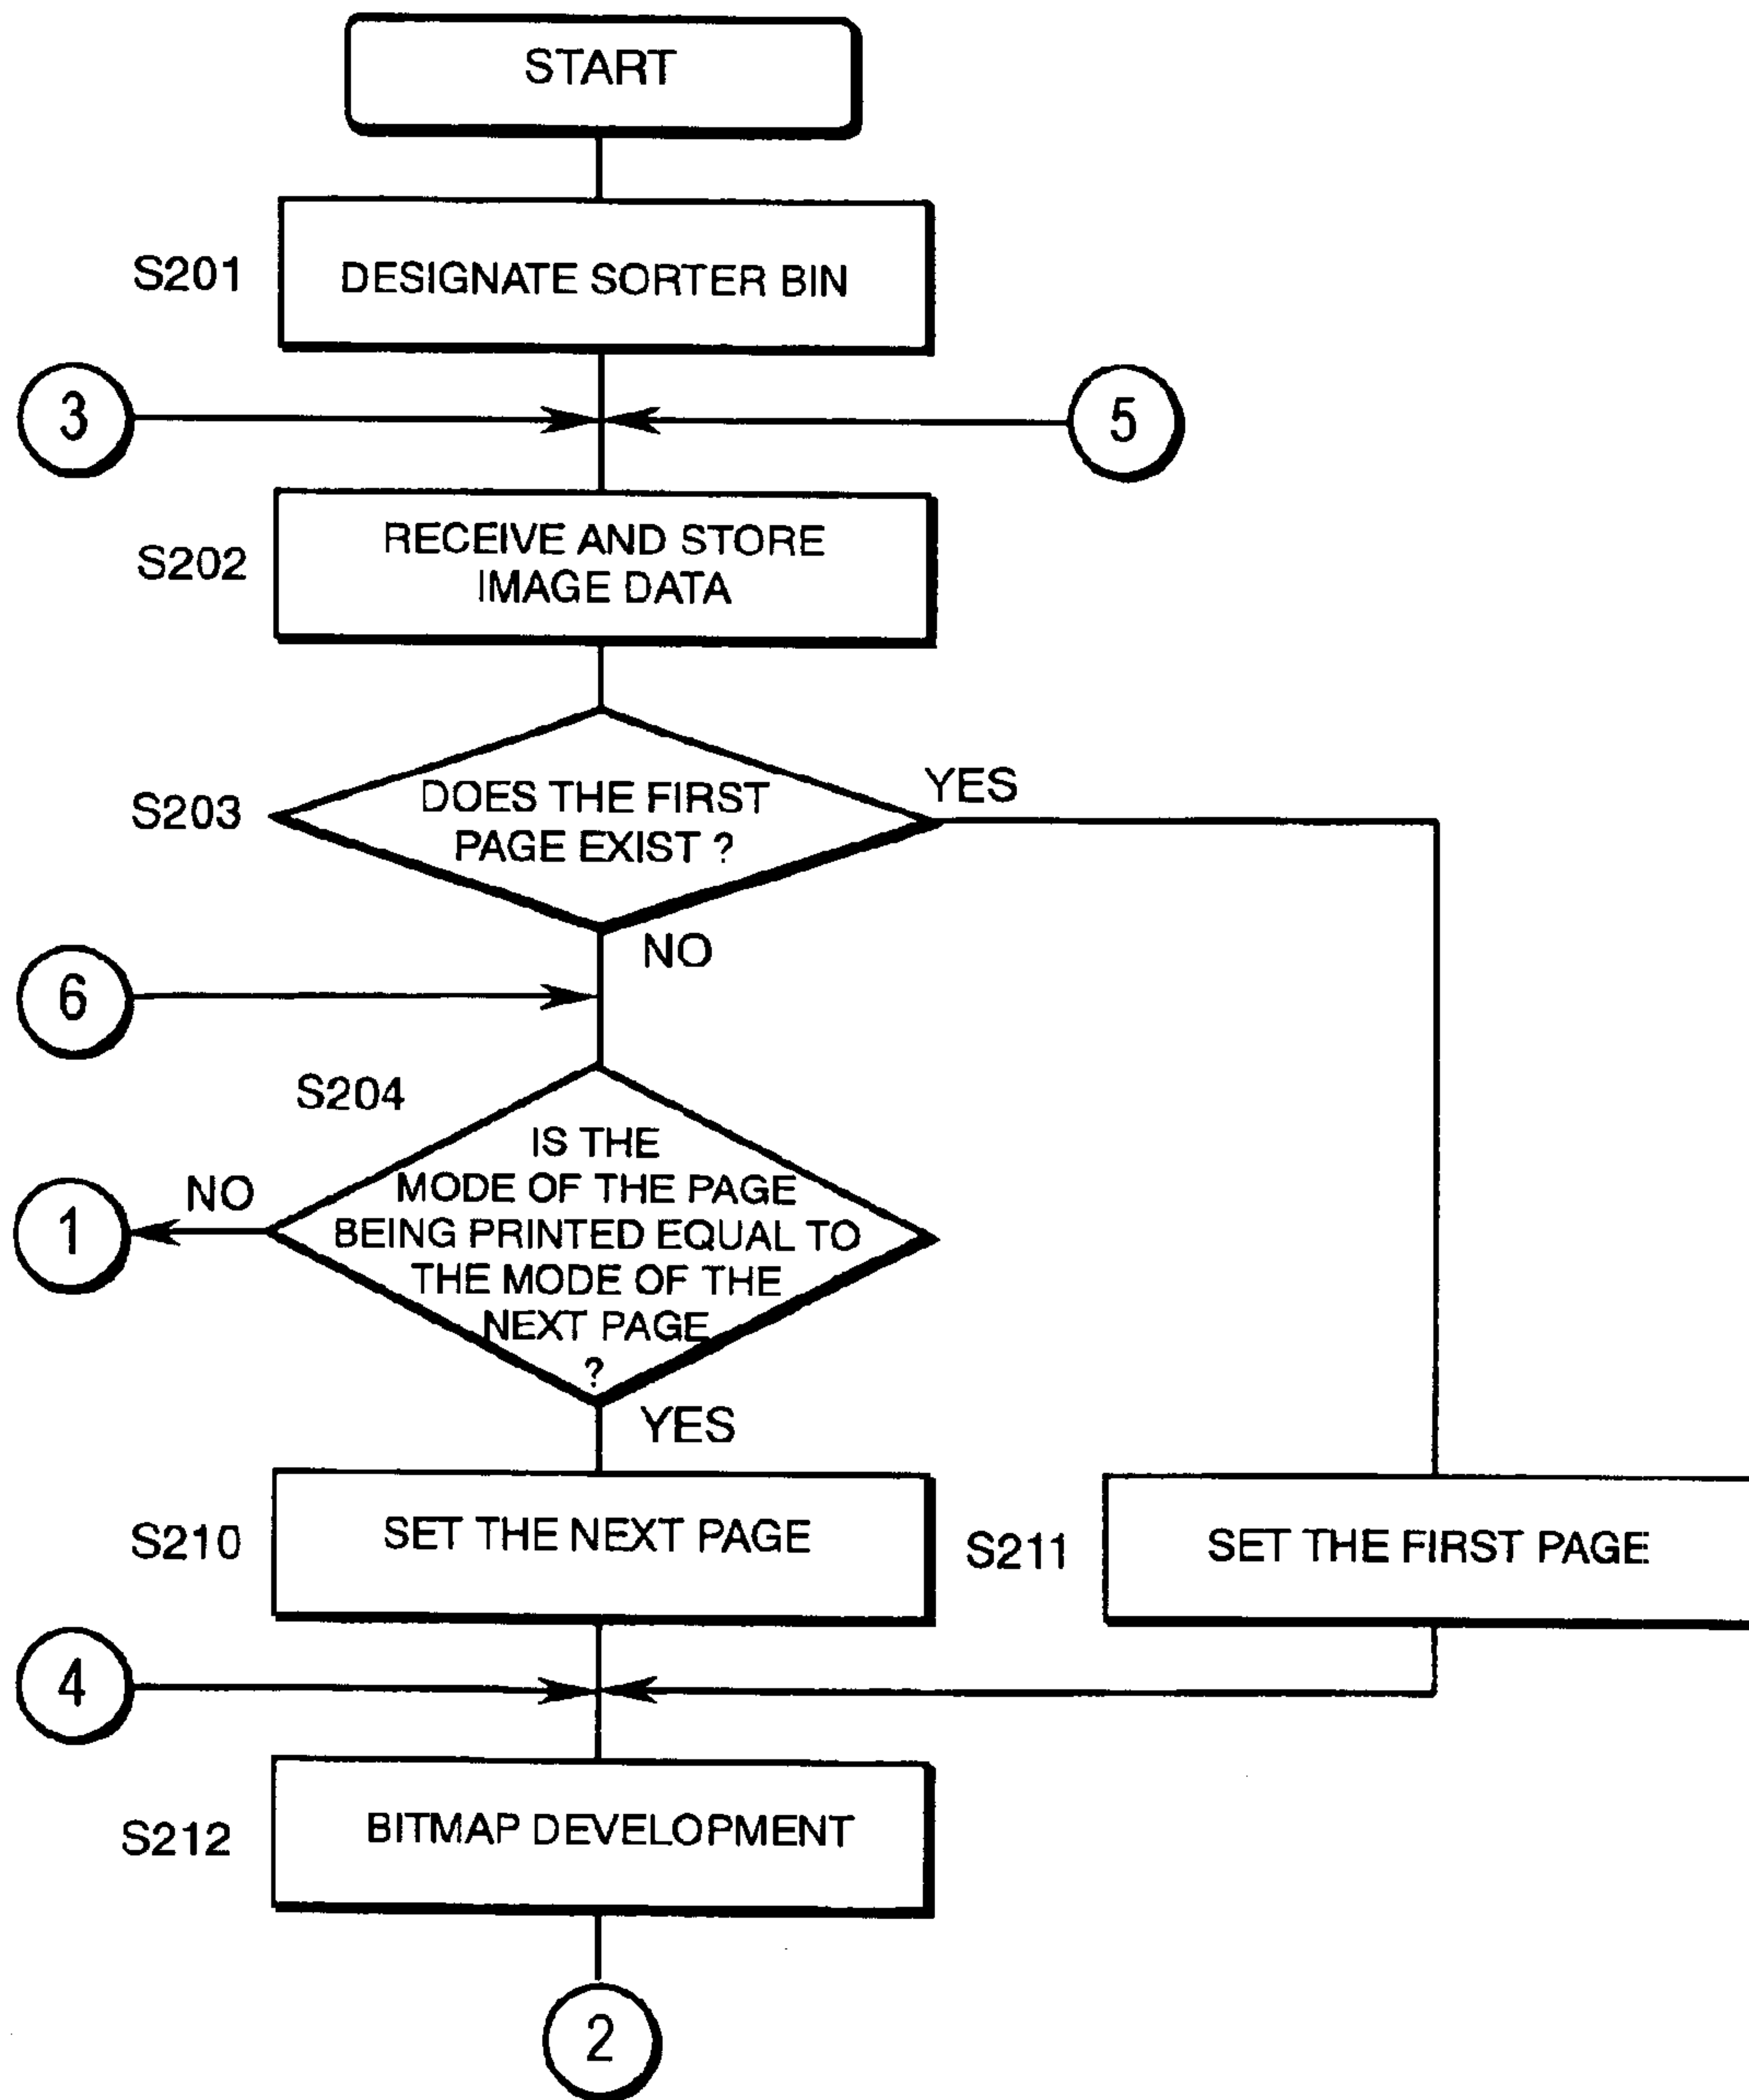 START
S201
DESIGNATE SORTER BIN
3
5
S202
RECEIVE AND STORE
IMAGE DATA
S203
DOES THE FIRST
PAGE EXIST ?
YES
NO
6
S204
IS THE
MODE OF THE PAGE
BEING PRINTED EQUAL TO
THE MODE OF THE
NEXT PAGE
?
NO
1
YES
S210
SET THE NEXT PAGE
S211
SET THE FIRST PAGE
4
S212
BITMAP DEVELOPMENT
2